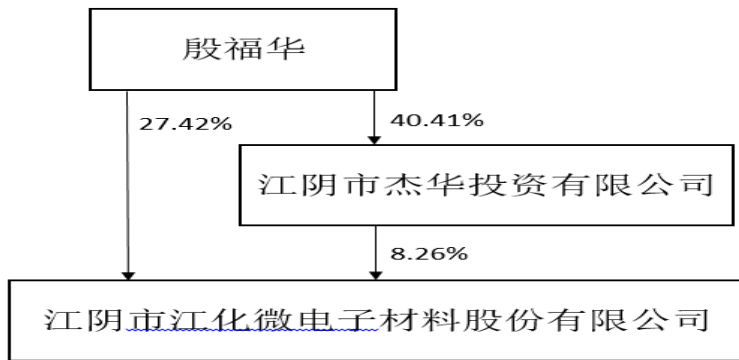 殷福华
27.42%
40.41%
江阴市杰华投资有限公司
8.26%
江阴市江化微电子材料股份有限公司